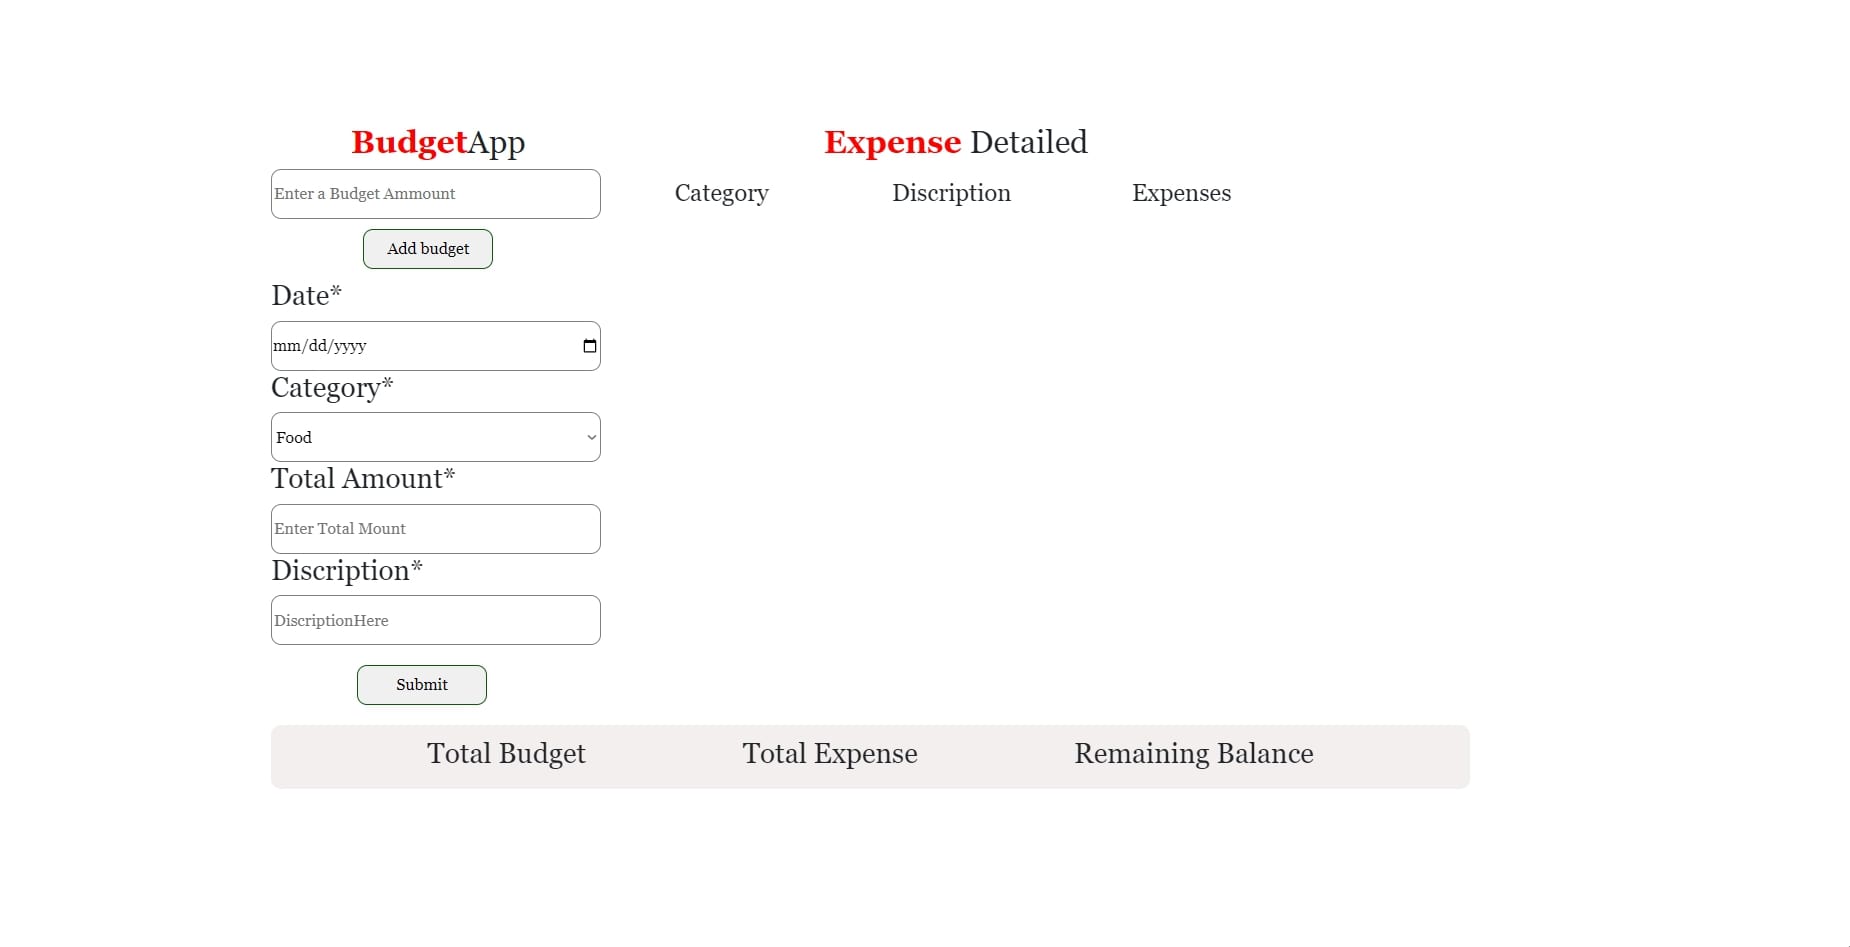 BudgetApp
Enter a Budget Ammount
Add budget
Date*
mm/dd/yyyy
Category*
Food
Total Amount*
Enter Total Mount
Discription*
DiscriptionHere
Submit
Expense Detailed
Category Discription Expenses
Total Budget Total Expense Remaining Balance